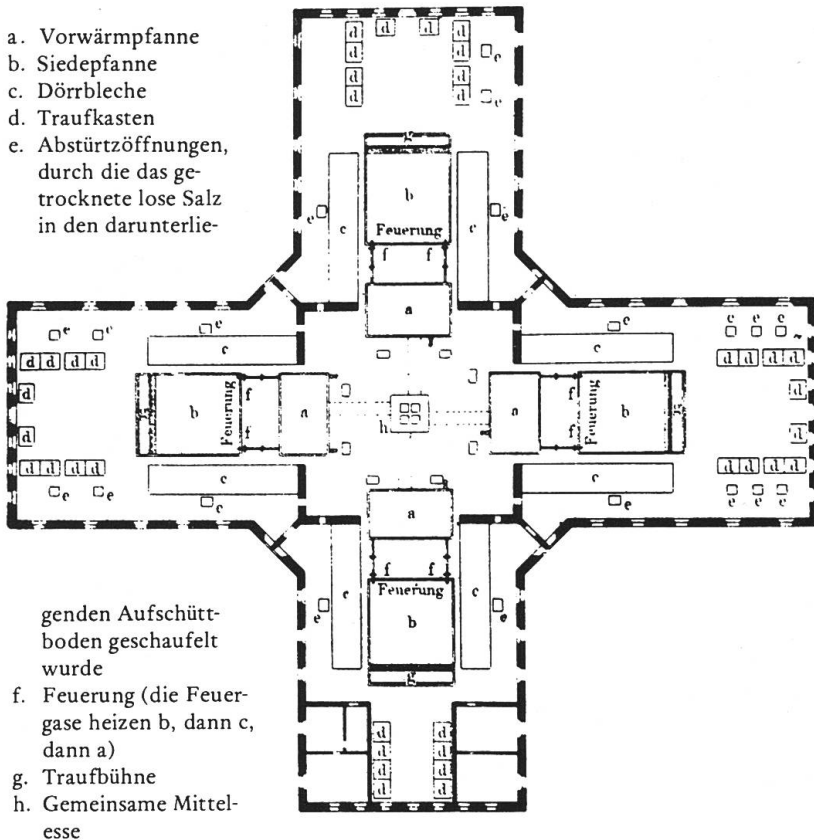 a. Vorwärmpfanne
b. Siedepfanne
c. Dörrbleche
d. Traufkasten
e. Abstürtzöffnungen,
durch die das ge-
trocknete lose Salz
in den darunterlie-
genden Aufschütt-
boden geschaufelt
wurde
f. Feuerung (die Feuer-
gase heizen b, dann c,
dann a)
g. Traufbühne
h. Gemeinsame Mittel-
esse
d d d d
d d e
d d
d d e
g
b
e c Feuerung c e
f f
a
e e e e e e e
c c
d d d d d d d d
d g b Feuerung f a a f Feuerung b g d
h
d f f d
d d d d d d d d
c c
e e e e e e e
a
f f
c Feuerung c
e b e
g
d d
d d
d d
d d